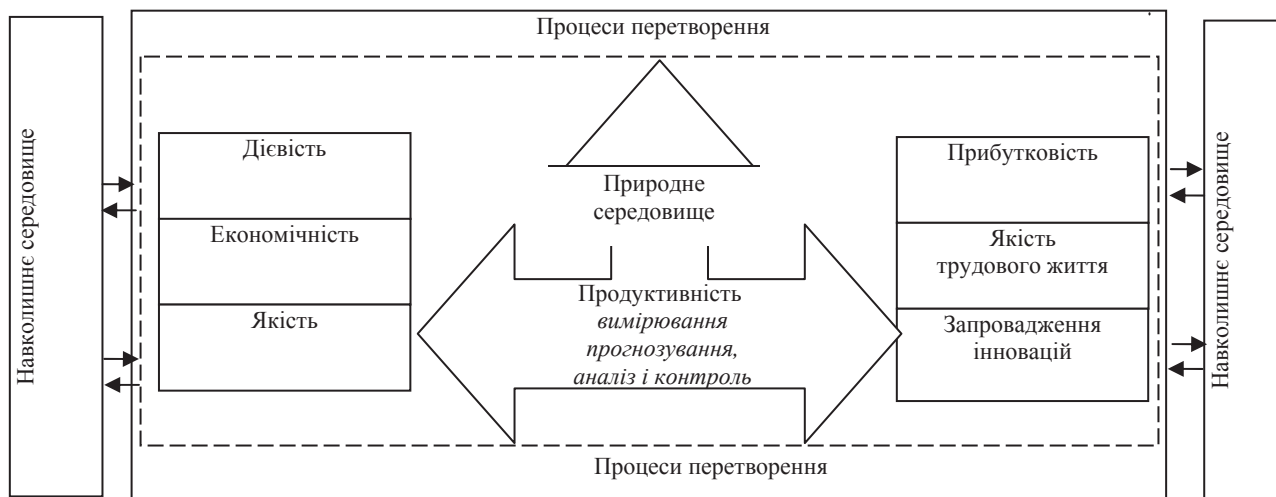 Процеси перетворення
Навколишнє середовище
Дієвість
Економічність
Якість
Природне
середовище
Продуктивність
вимірювання
прогнозування,
аналіз і контроль
Прибутковість
Якість
трудового життя
Запровадження
інновацій
Навколишнє середовище
Процеси перетворення